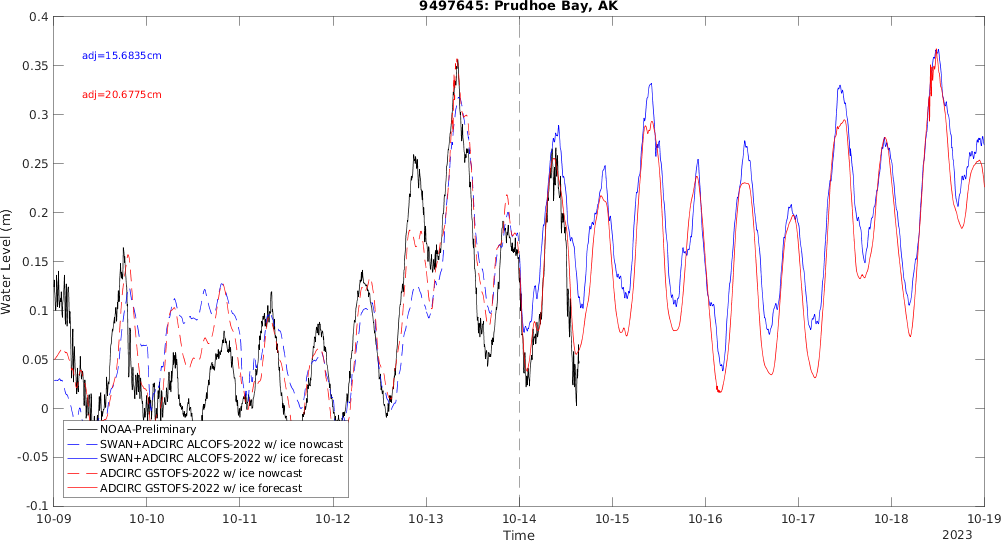 9497645: Prudhoe Bay, AK
0.4
0.35
0.3
0.25
0.2
0.15
0.1
0.05
0
-0.05
-0.1
Water Level (m)
adj=15.6835cm
adj=20.6775cm
NOAA-Preliminary
SWAN+ADCIRC ALCOFS-2022 w/ ice nowcast
SWAN+ADCIRC ALCOFS-2022 w/ ice forecast
ADCIRC GSTOFS-2022 w/ ice nowcast
ADCIRC GSTOFS-2022 w/ ice forecast
10-09 10-10 10-11 10-12 10-13 10-14 10-15 10-16 10-17 10-18 10-19
Time
2023